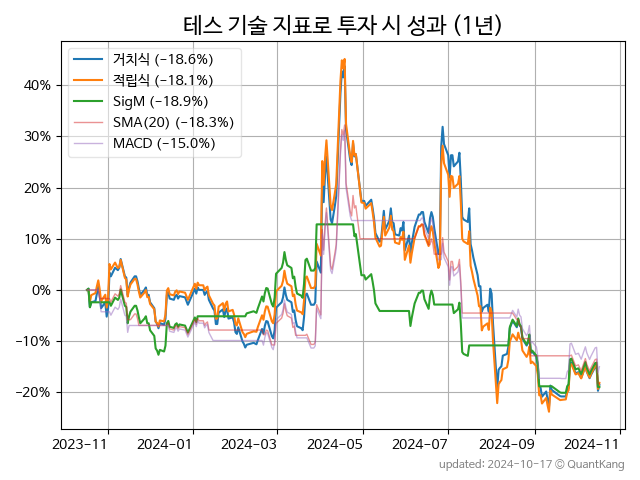 테스 기술 지표로 투자 시 성과 (1년)
거치식 (−18.6%)
적립식 (−18.1%)
SigM (−18.9%)
SMA(20) (−18.3%)
MACD (−15.0%)
40%
30%
20%
10%
0%
−10%
−20%
2023-11 2024-01 2024-03 2024-05 2024-07 2024-09 2024-11
updated: 2024-10-17 © QuantKang